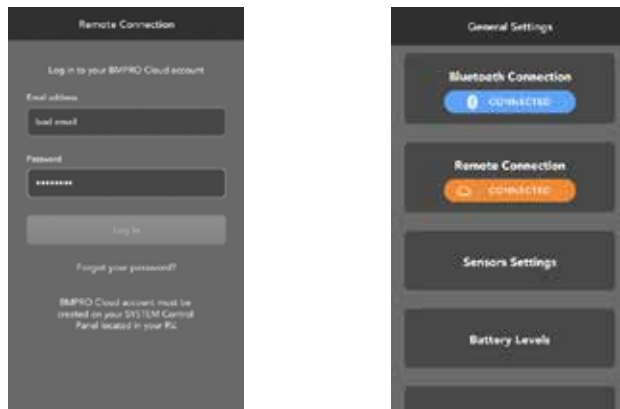 Remote Connection
Log in to your BMPRO Cloud account
Email address
bad email
Password
••••••••
Log In
Forgot your password?
BMPRO Cloud account must be
created on your SYSTEM Control
Panel located in your RV.
General Settings
Bluetooth Connection
CONNECTED
Remote Connection
CONNECTED
Sensors Settings
Battery Levels